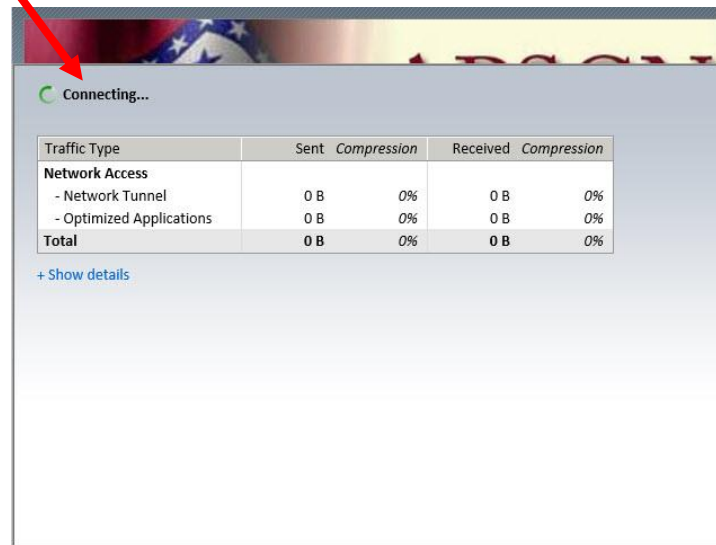 Connecting...
Traffic Type Sent Compression Received Compression
Network Access
- Network Tunnel 0 B 0% 0 B 0%
- Optimized Applications 0 B 0% 0 B 0%
Total 0 B 0% 0 B 0%
+ Show details